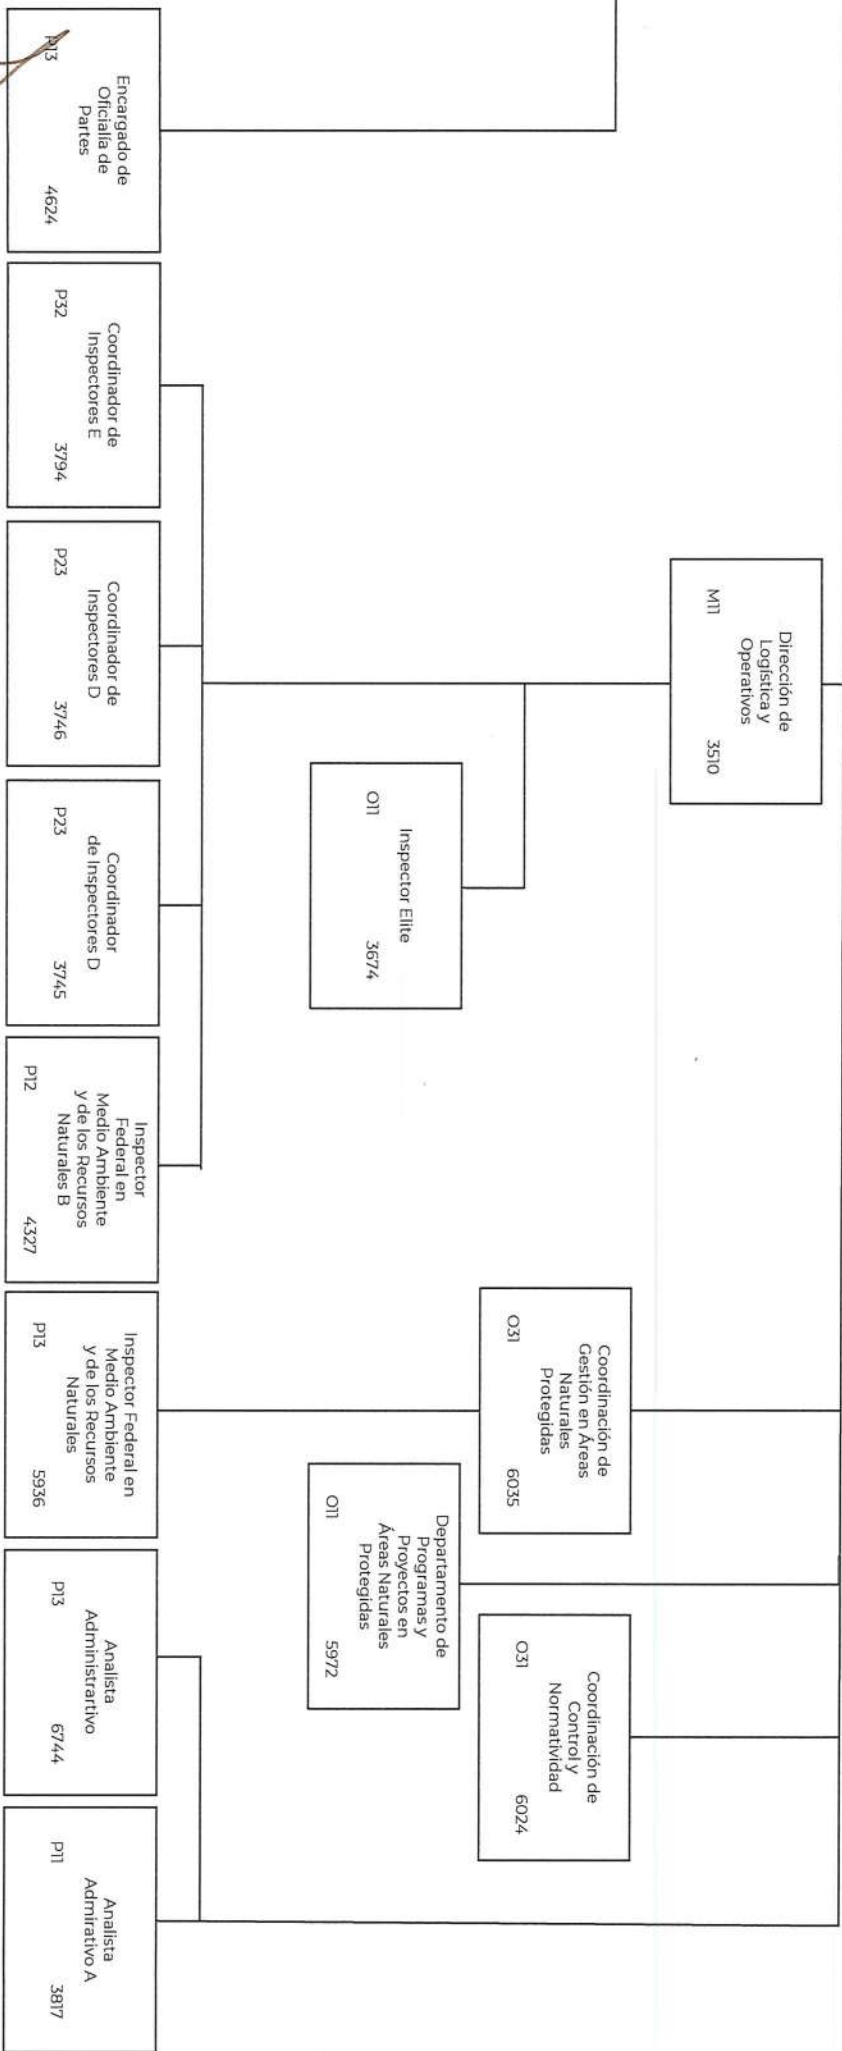 Dirección de
Logística y
Operativos
M11 3510
Coordinación de
Gestión en Áreas
Naturales
Protegidas
O31 6035
Coordinación de
Control y
Normatividad
O31 6024
Inspector Elite
O11 3674
Departamento de
Programas y
Proyectos en
Áreas Naturales
Protegidas
O11 5972
Encargado de
Oficialía de
Partes
P13 4624
Coordinador de
Inspectores E
P32 3794
Coordinador de
Inspectores D
P23 3746
Coordinador
de Inspectores D
P23 3745
Inspector
Federal en
Medio Ambiente
y de los Recursos
Naturales B
P12 4327
Inspector Federal en
Medio Ambiente
y de los Recursos
Naturales
P13 5936
Analista
Administrartivo
P13 6744
Analista
Admirativo A
P11 3817